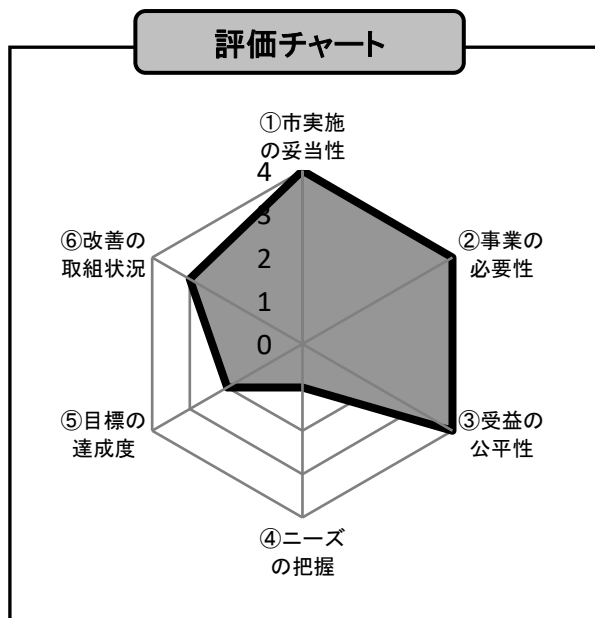 評価チャート
①市実施
の妥当性
4
3
2
1
0
②事業の
必要性
③受益の
公平性
④ニーズ
の把握
⑤目標の
達成度
⑥改善の
取組状況